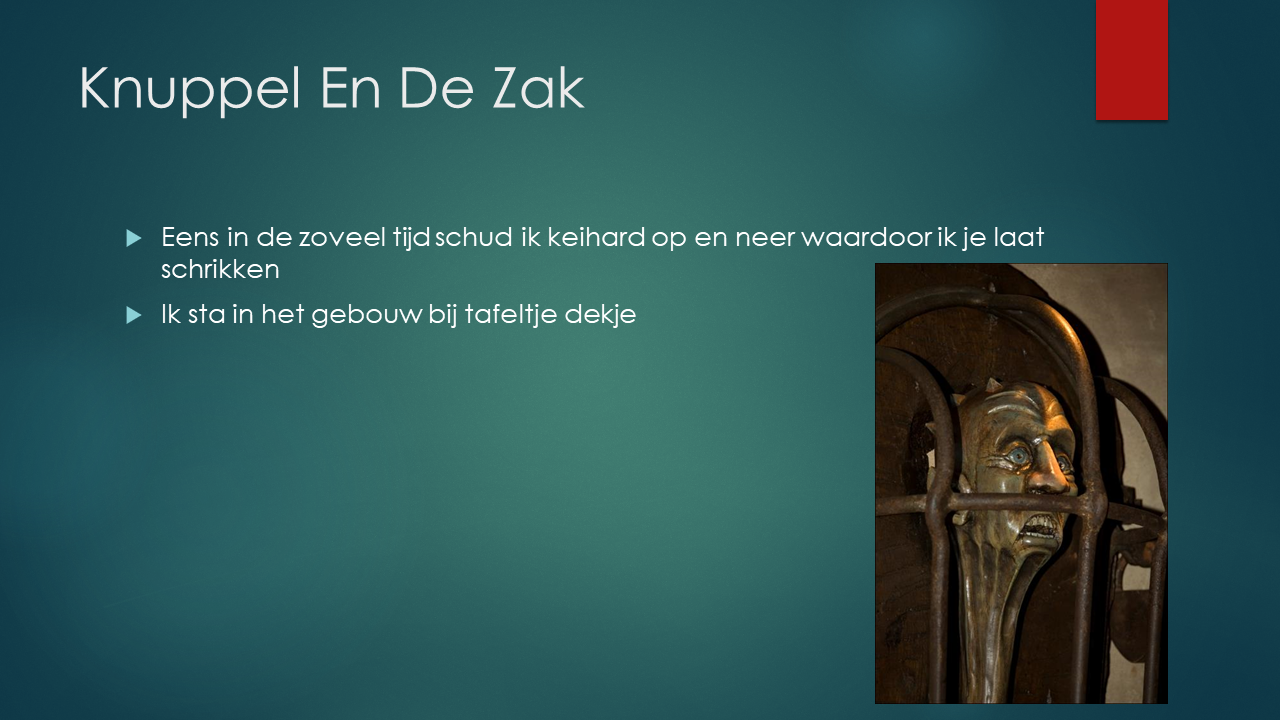 Knuppel En De Zak
Eens in de zoveel tijd schud ik keihard op en neer waardoor ik je laat
schrikken
Ik sta in het gebouw bij tafeltje dekje